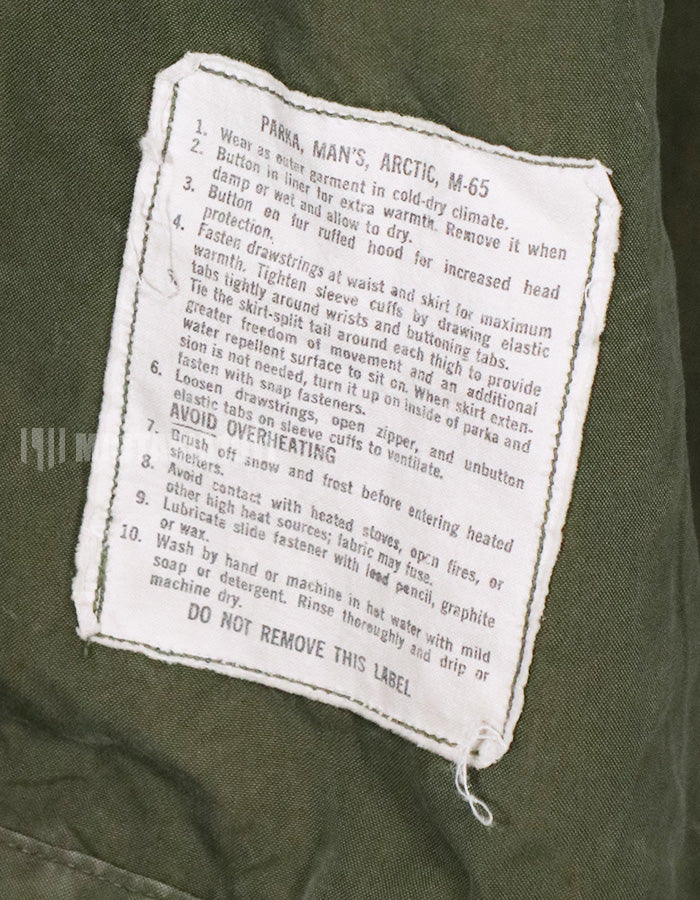 PARKA, MAN'S, ARCTIC, M-65
1. Wear as outer garment in cold-dry climate.
2. Button in liner for extra warmth. Remove it when
damp or wet and allow to dry.
3. Button on fur ruffed hood for increased head
protection.
4. Fasten drawstrings at waist and skirt for maximum
warmth. Tighten sleeve cuffs by drawing elastic
tabs tightly around wrists and buttoning tabs.
Tie the skirt-split tail around each thigh to provide
greater freedom of movement and an additional
water repellent surface to sit on. When skirt exten-
sion is not needed, turn it up on inside of parka and
fasten with snap fasteners.
6. Loosen drawstrings, open zipper, and unbutton
elastic tabs on sleeve cuffs to ventilate.
AVOID OVERHEATING
7. Brush off snow and frost before entering heated
shelters.
8. Avoid contact with heated stoves, open fires, or
other high heat sources; fabric may fuse.
9. Lubricate slide fastener with lead pencil, graphite
or wax.
10. Wash by hand or machine in hot water with mild
soap or detergent. Rinse thoroughly and drip or
machine dry.
DO NOT REMOVE THIS LABEL